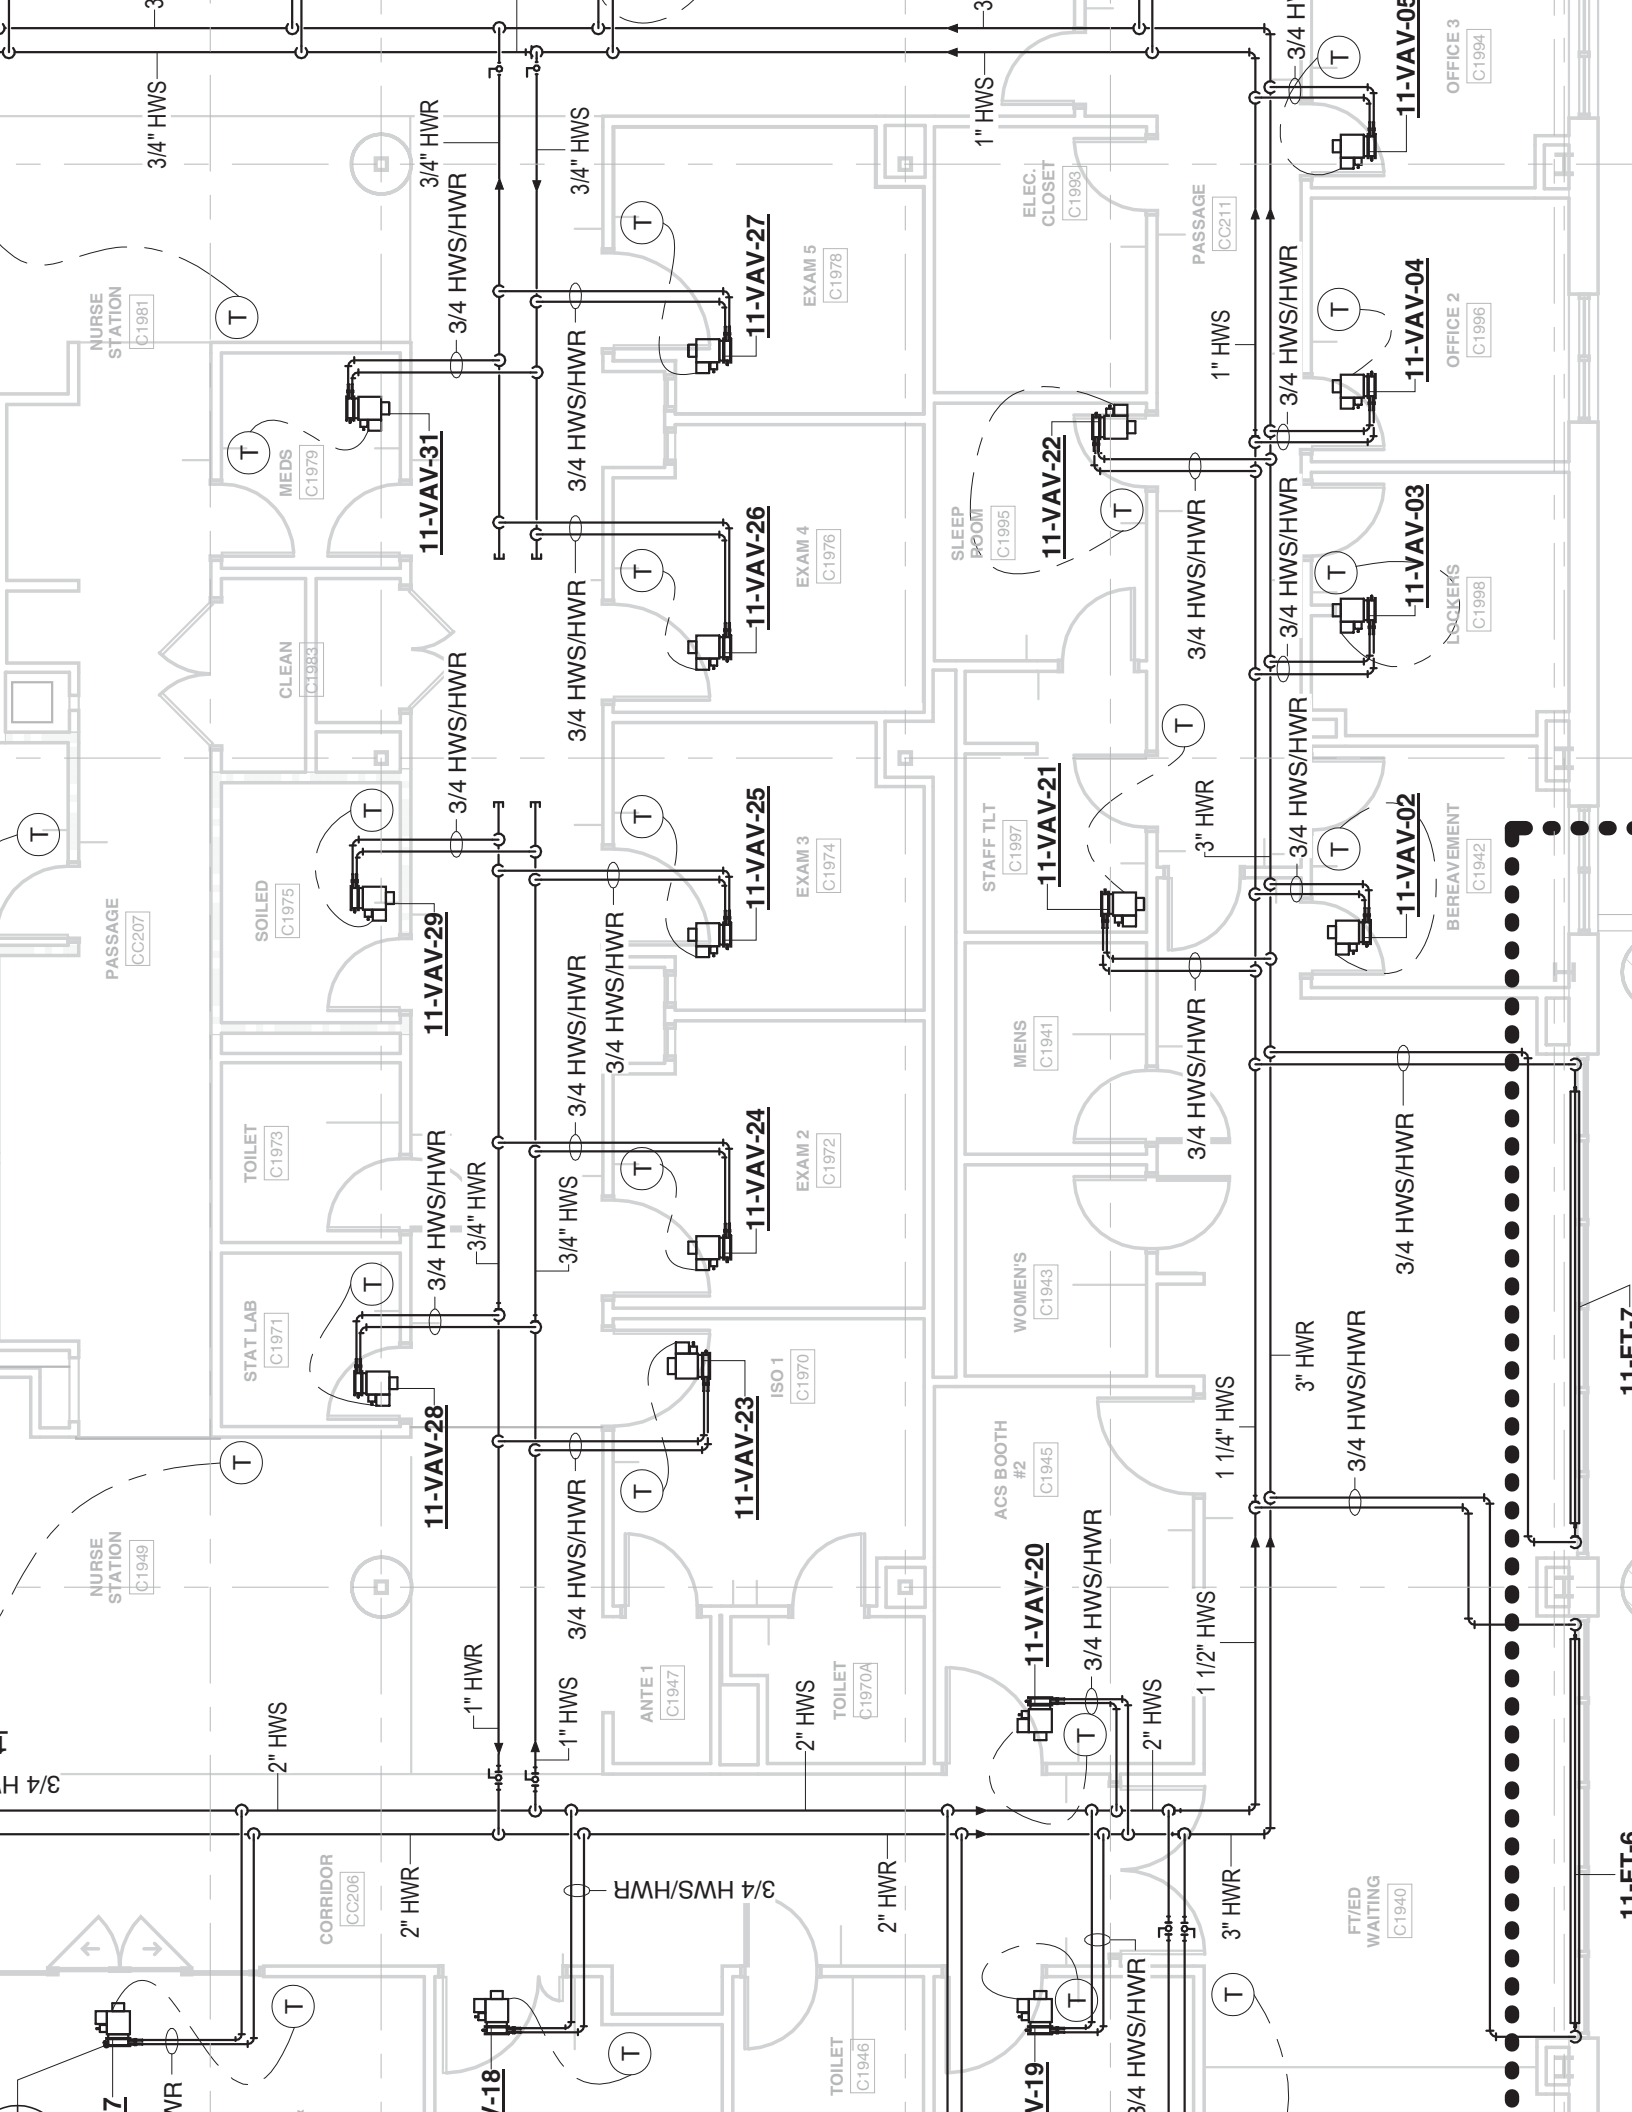 3/4" HWS
3/4" HWR
3/4" HWS
1" HWS
11-VAV-05
OFFICE 3
C1994
T
NURSE
STATION
C1981
T
3/4 HWS/HWR
T
11-VAV-27
EXAM 5
C1978
ELEC.
CLOSET
C1993
PASSAGE
CC211
T
11-VAV-04
OFFICE 2
C1996
1" HWS
3/4 HWS/HWR
T
MEDS
C1979
11-VAV-31
3/4 HWS/HWR
3/4 HWS/HWR
T
11-VAV-26
EXAM 4
C1976
SLEEP
ROOM
C1995
11-VAV-22
T
3/4 HWS/HWR
3/4 HWS/HWR
T
11-VAV-03
LOCKERS
C1998
CLEAN
C1983
3/4 HWS/HWR
T
T
T
11-VAV-25
EXAM 3
C1974
STAFF TLT
C1997
11-VAV-21
T
3" HWR
3/4 HWS/HWR
T
11-VAV-02
BEREAVEMENT
C1942
PASSAGE
CC207
SOILED
C1975
11-VAV-29
3/4 HWS/HWR
3/4 HWS/HWR
MENS
C1941
3/4 HWS/HWR
TOILET
C1973
3/4 HWS/HWR
3/4" HWR
3/4" HWS
T
11-VAV-24
EXAM 2
C1972
3/4 HWS/HWR
STAT LAB
C1971
T
11-VAV-28
T
11-VAV-23
ISO 1
C1970
WOMEN'S
C1943
3" HWR
3/4 HWS/HWR
1 1/4" HWS
T
NURSE
STATION
C1949
3/4 HWS/HWR
ACS BOOTH
#2
C1945
11-VAV-20
3/4 HWS/HWR
T
1 1/2" HWS
2" HWS
1" HWR
1" HWS
ANTE 1
C1947
2" HWS
TOILET
C1970A
2" HWS
CORRIDOR
CC206
2" HWR
3/4 HWS/HWR
2" HWR
3" HWR
FT/ED
WAITING
C1940
T
T
TOILET
C1946
T
3/4 HWS/HWR
T